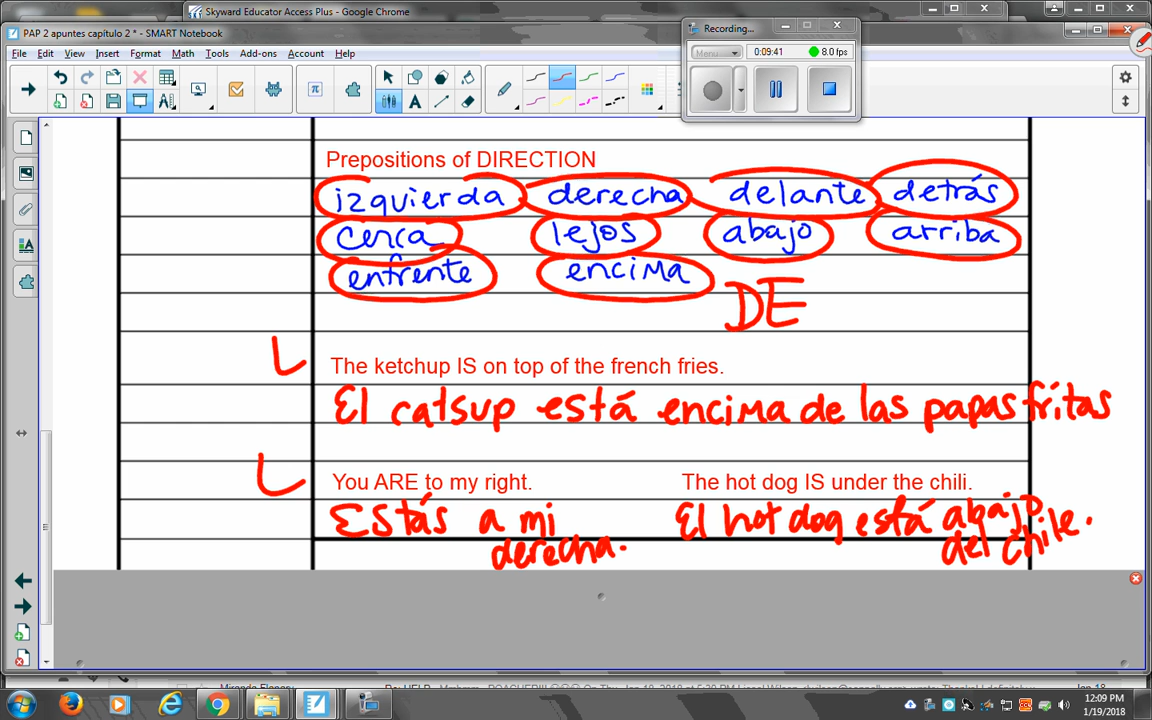 Skyward Educator Access Plus - Google Chrome
PAP 2 apuntes capítulo 2 * - SMART Notebook
Recording...
File Edit View Insert Format Math Tools Add-ons Account Help
Menu 0:09:41 8.0 fps
Prepositions of DIRECTION
izquierda derecha delante detrás
cerca lejos abajo arriba
enfrente encima
DE
The ketchup IS on top of the french fries.
El catsup está encima de las papas fritas
You ARE to my right. The hot dog IS under the chili.
Estás a mi derecha. El hot dog está abajo del chile.
12:09 PM
1/19/2018